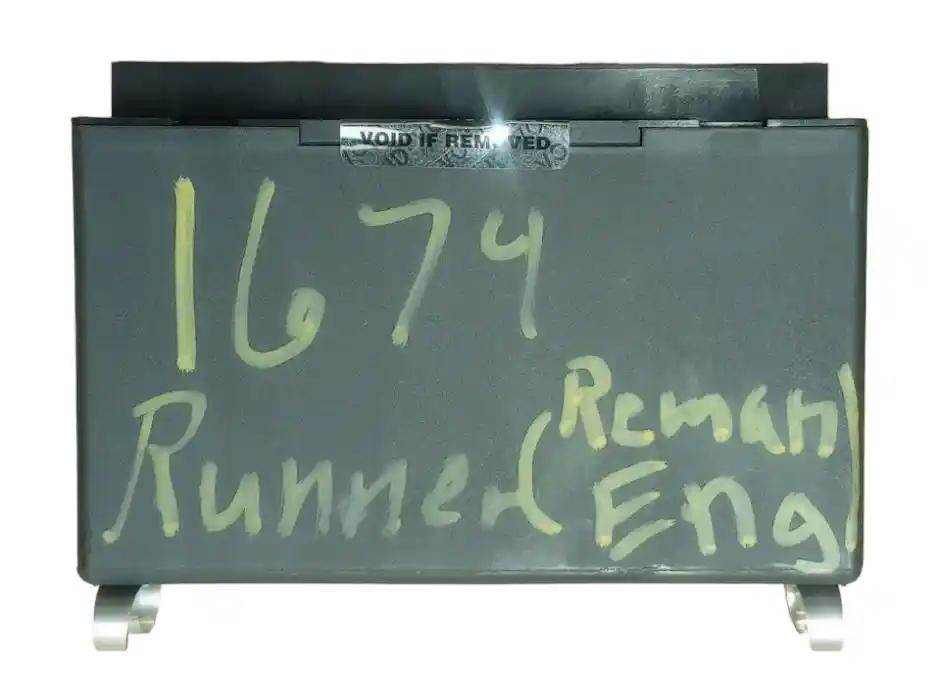 VOID IF REMOVED
1674
Runner (Reman Eng)